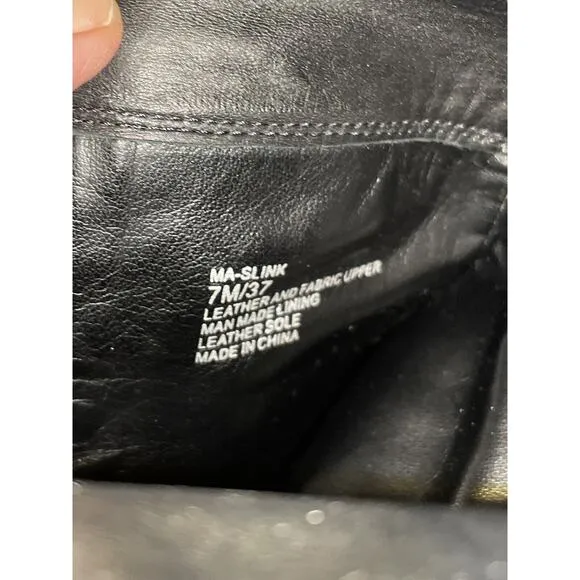 MA-SLINK
7M/37
LEATHER AND FABRIC UPPER
MAN MADE LINING
LEATHER SOLE
MADE IN CHINA